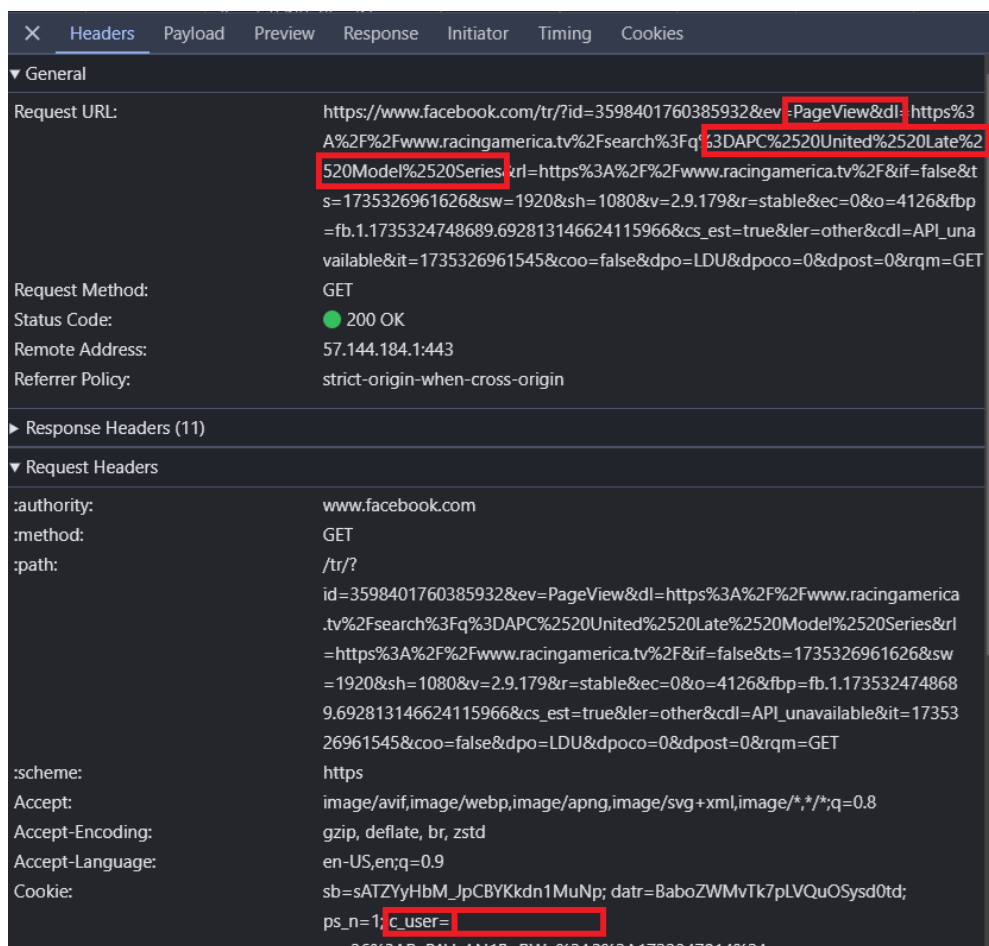 Headers Payload Preview Response Initiator Timing Cookies
General
Request URL: https://www.facebook.com/tr/?id=3598401760385932&ev=PageView&dl=https%3
A%2F%2Fwww.racingamerica.tv%2Fsearch%3Fq%3DAPC%2520United%2520Late%2
520Model%2520Series&rl=https%3A%2F%2Fwww.racingamerica.tv%2F&if=false&t
s=1735326961626&sw=1920&sh=1080&v=2.9.179&r=stable&ec=0&o=4126&fbp
=fb.1.1735324748689.692813146624115966&cs_est=true&ler=other&cdl=API_una
vailable&it=1735326961545&coo=false&dpo=LDU&dpoco=0&dpost=0&rqm=GET
Request Method: GET
Status Code: 200 OK
Remote Address: 57.144.184.1:443
Referrer Policy: strict-origin-when-cross-origin
Response Headers (11)
Request Headers
:authority: www.facebook.com
:method: GET
:path: /tr/?
id=3598401760385932&ev=PageView&dl=https%3A%2F%2Fwww.racingamerica
.tv%2Fsearch%3Fq%3DAPC%2520United%2520Late%2520Model%2520Series&rl
=https%3A%2F%2Fwww.racingamerica.tv%2F&if=false&ts=1735326961626&sw
=1920&sh=1080&v=2.9.179&r=stable&ec=0&o=4126&fbp=fb.1.173532474868
9.692813146624115966&cs_est=true&ler=other&cdl=API_unavailable&it=17353
26961545&coo=false&dpo=LDU&dpoco=0&dpost=0&rqm=GET
:scheme: https
Accept: image/avif,image/webp,image/apng,image/svg+xml,image/*,*/*;q=0.8
Accept-Encoding: gzip, deflate, br, zstd
Accept-Language: en-US,en;q=0.9
Cookie: sb=sATZYyHbM_JpCBYKkdn1MuNp; datr=BaboZWMvTk7pLVQuOSysd0td;
ps_n=1; c_user=